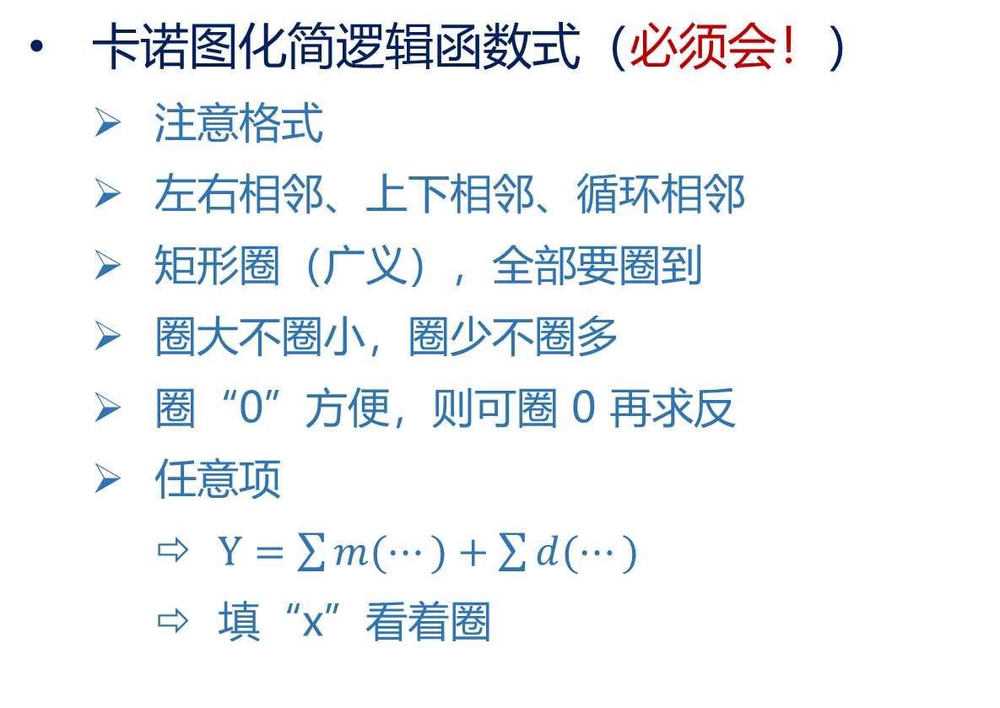 • 卡诺图化简逻辑函数式（必须会！）
➢ 注意格式
➢ 左右相邻、上下相邻、循环相邻
➢ 矩形圈（广义），全部要圈到
➢ 圈大不圈小，圈少不圈多
➢ 圈“0”方便，则可圈 0 再求反
➢ 任意项
⇨ Y = ∑ m(⋯) + ∑ d(⋯)
⇨ 填“x”看着圈